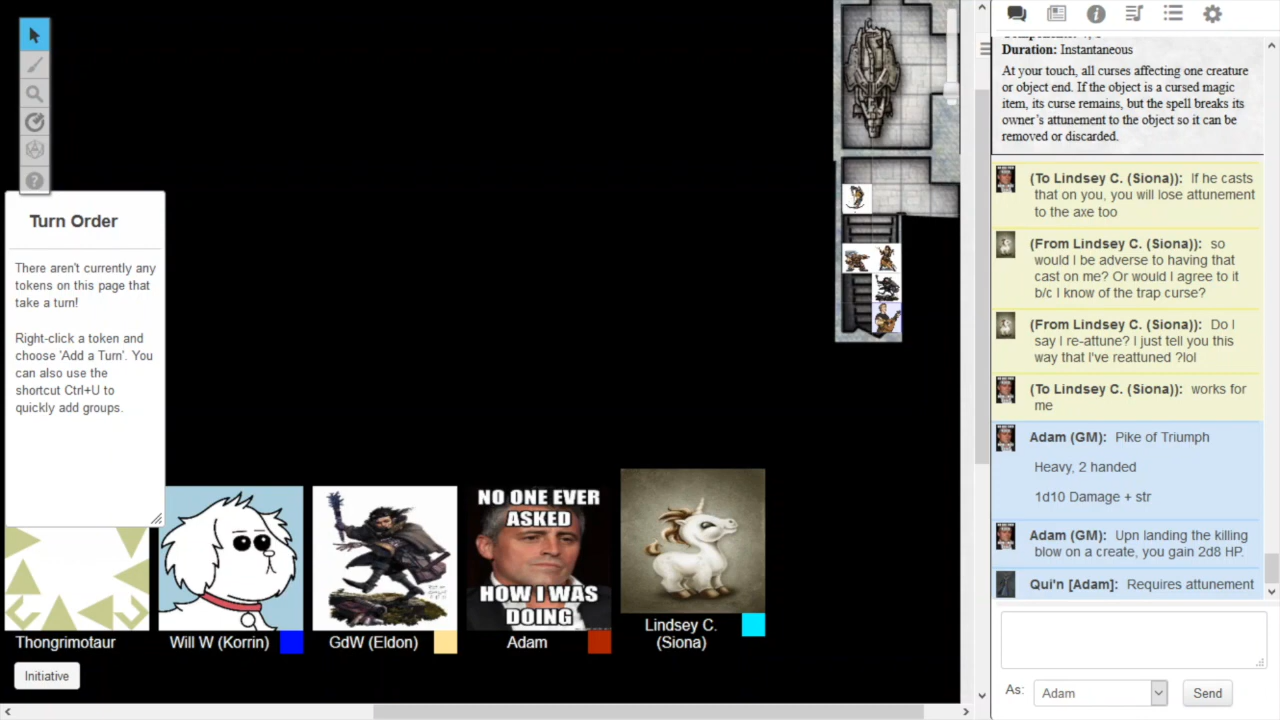 Duration: Instantaneous
At your touch, all curses affecting one creature
or object end. If the object is a cursed magic
item, its curse remains, but the spell breaks its
owner's attunement to the object so it can be
removed or discarded.
(To Lindsey C. (Siona)): If he casts
that on you, you will lose attunement
to the axe too
(From Lindsey C. (Siona)): so
would I be adverse to having that
cast on me? Or would I agree to it
b/c I know of the trap curse?
(From Lindsey C. (Siona)): Do I
say I re-attune? I just tell you this
way that I've reattuned ?lol
(To Lindsey C. (Siona)): works for
me
Adam (GM): Pike of Triumph
Heavy, 2 handed
1d10 Damage + str
Adam (GM): Upn landing the killing
blow on a create, you gain 2d8 HP.
Qui'n [Adam]: Requires attunement
As:
Adam
Send
Turn Order
There aren't currently any
tokens on this page that
take a turn!
Right-click a token and
choose 'Add a Turn'. You
can also use the
shortcut Ctrl+U to
quickly add groups.
NO ONE EVER
ASKED
HOW I WAS
DOING
Thongrimotaur
Will W (Korrin)
GdW (Eldon)
Adam
Lindsey C.
(Siona)
Initiative